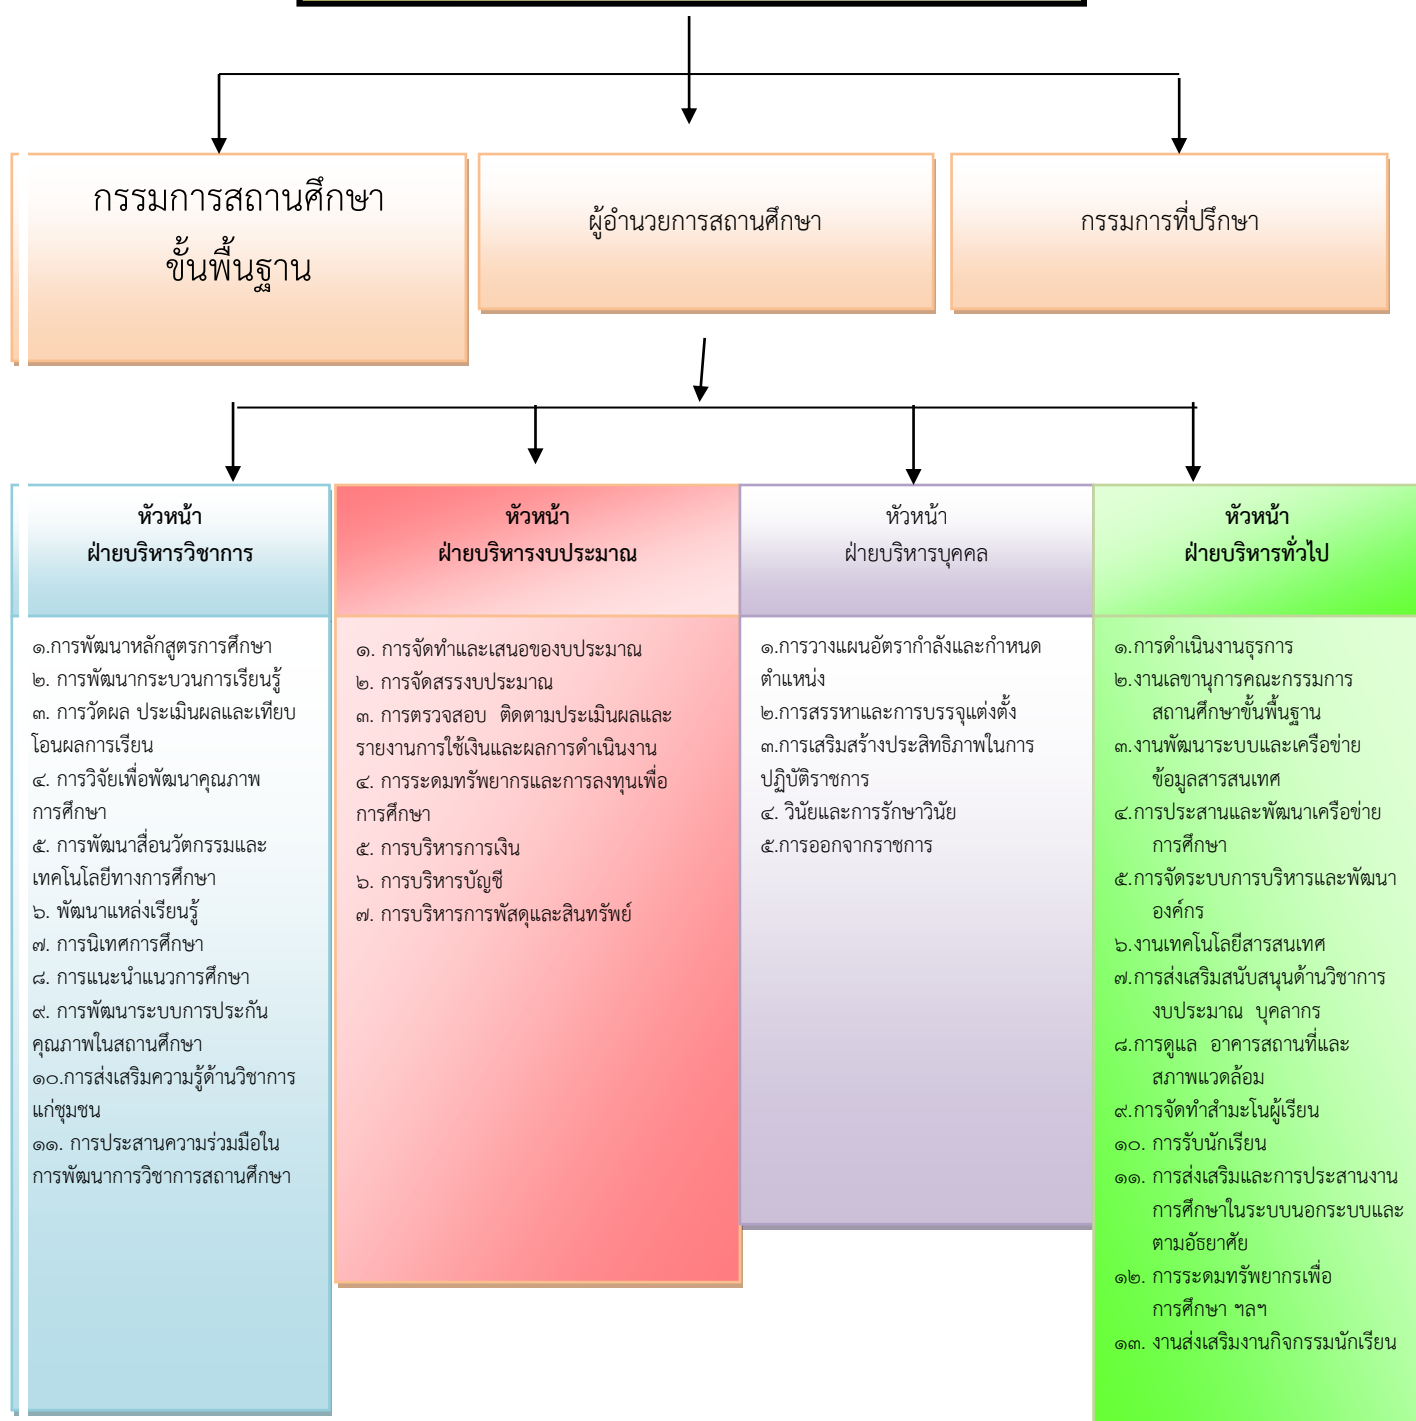 กรรมการสถานศึกษา
ขั้นพื้นฐาน
ผู้อำนวยการสถานศึกษา
กรรมการที่ปรึกษา
หัวหน้า
ฝ่ายบริหารวิชาการ
๑.การพัฒนาหลักสูตรการศึกษา
๒. การพัฒนากระบวนการเรียนรู้
๓. การวัดผล ประเมินผลและเทียบ
โอนผลการเรียน
๔. การวิจัยเพื่อพัฒนาคุณภาพ
การศึกษา
๕. การพัฒนาสื่อนวัตกรรมและ
เทคโนโลยีทางการศึกษา
๖. พัฒนาแหล่งเรียนรู้
๗. การนิเทศการศึกษา
๘. การแนะนำแนวการศึกษา
๙. การพัฒนาระบบการประกัน
คุณภาพในสถานศึกษา
๑๐.การส่งเสริมความรู้ด้านวิชาการ
แก่ชุมชน
๑๑. การประสานความร่วมมือใน
การพัฒนาการวิชาการสถานศึกษา
หัวหน้า
ฝ่ายบริหารงบประมาณ
๑. การจัดทำและเสนอของบประมาณ
๒. การจัดสรรงบประมาณ
๓. การตรวจสอบ  ติดตามประเมินผลและ
รายงานการใช้เงินและผลการดำเนินงาน
๔. การระดมทรัพยากรและการลงทุนเพื่อ
การศึกษา
๕. การบริหารการเงิน
๖. การบริหารบัญชี
๗. การบริหารการพัสดุและสินทรัพย์
หัวหน้า
ฝ่ายบริหารบุคคล
๑.การวางแผนอัตรากำลังและกำหนด
ตำแหน่ง
๒.การสรรหาและการบรรจุแต่งตั้ง
๓.การเสริมสร้างประสิทธิภาพในการ
ปฏิบัติราชการ
๔. วินัยและการรักษาวินัย
๕.การออกจากราชการ
หัวหน้า
ฝ่ายบริหารทั่วไป
๑.การดำเนินงานธุรการ
๒.งานเลขานุการคณะกรรมการ
สถานศึกษาขั้นพื้นฐาน
๓.งานพัฒนาระบบและเครือข่าย
ข้อมูลสารสนเทศ
๔.การประสานและพัฒนาเครือข่าย
การศึกษา
๕.การจัดระบบการบริหารและพัฒนา
องค์กร
๖.งานเทคโนโลยีสารสนเทศ
๗.การส่งเสริมสนับสนุนด้านวิชาการ
งบประมาณ  บุคลากร
๘.การดูแล  อาคารสถานที่และ
สภาพแวดล้อม
๙.การจัดทำสำมะโนผู้เรียน
๑๐. การรับนักเรียน
๑๑. การส่งเสริมและการประสานงาน
การศึกษาในระบบนอกระบบและ
ตามอัธยาศัย
๑๒. การระดมทรัพยากรเพื่อ
การศึกษา ฯลฯ
๑๓. งานส่งเสริมงานกิจกรรมนักเรียน